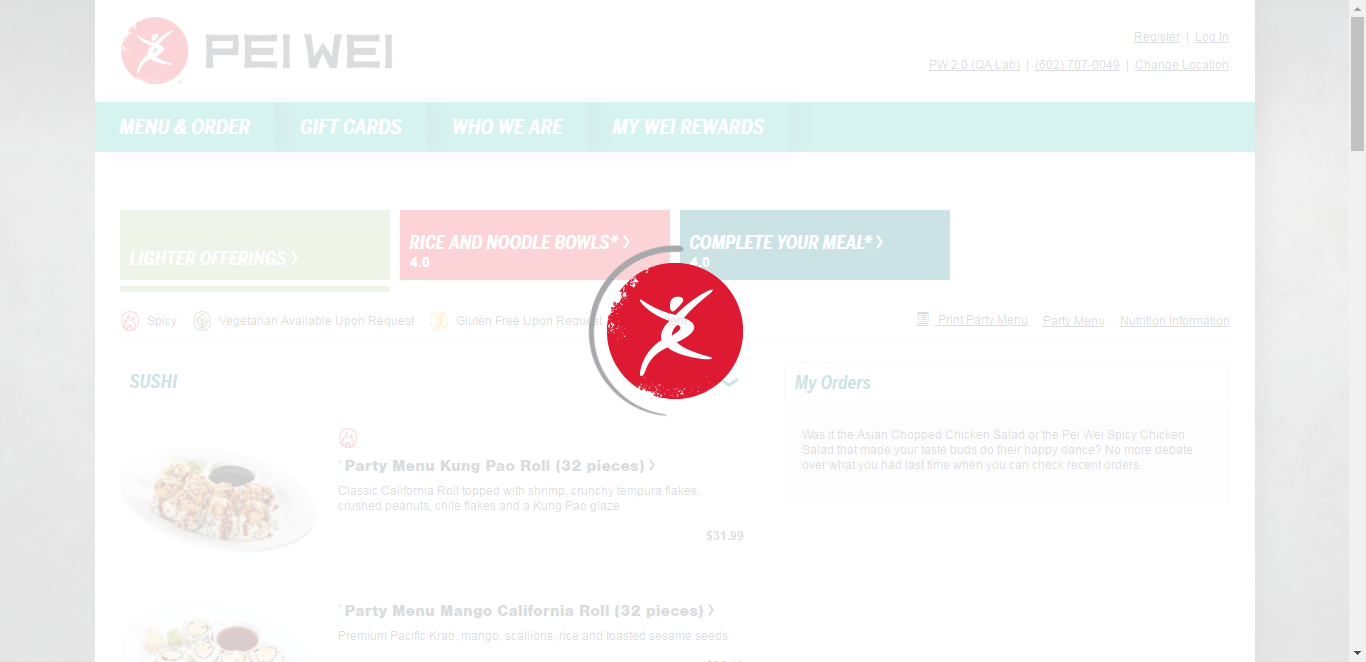 PEI WEI
Register | Log In
PW 2.0 (QA Lab) | (602) 707-0049 | Change Location
MENU & ORDER GIFT CARDS WHO WE ARE MY WEI REWARDS
LIGHTER OFFERINGS >
RICE AND NOODLE BOWLS* >
4.0
COMPLETE YOUR MEAL* >
4.0
Spicy Vegetarian Available Upon Request Gluten Free Upon Request
Print Party Menu Party Menu Nutrition Information
SUSHI
My Orders
Was it the Asian Chopped Chicken Salad or the Pei Wei Spicy Chicken
Salad that made your taste buds do their happy dance? No more debate
over what you had last time when you can check recent orders.
*Party Menu Kung Pao Roll (32 pieces) >
Classic California Roll topped with shrimp, crunchy tempura flakes,
crushed peanuts, chile flakes and a Kung Pao glaze
$31.99
*Party Menu Mango California Roll (32 pieces) >
Premium Pacific Krab, mango, scallions, rice and toasted sesame seeds.